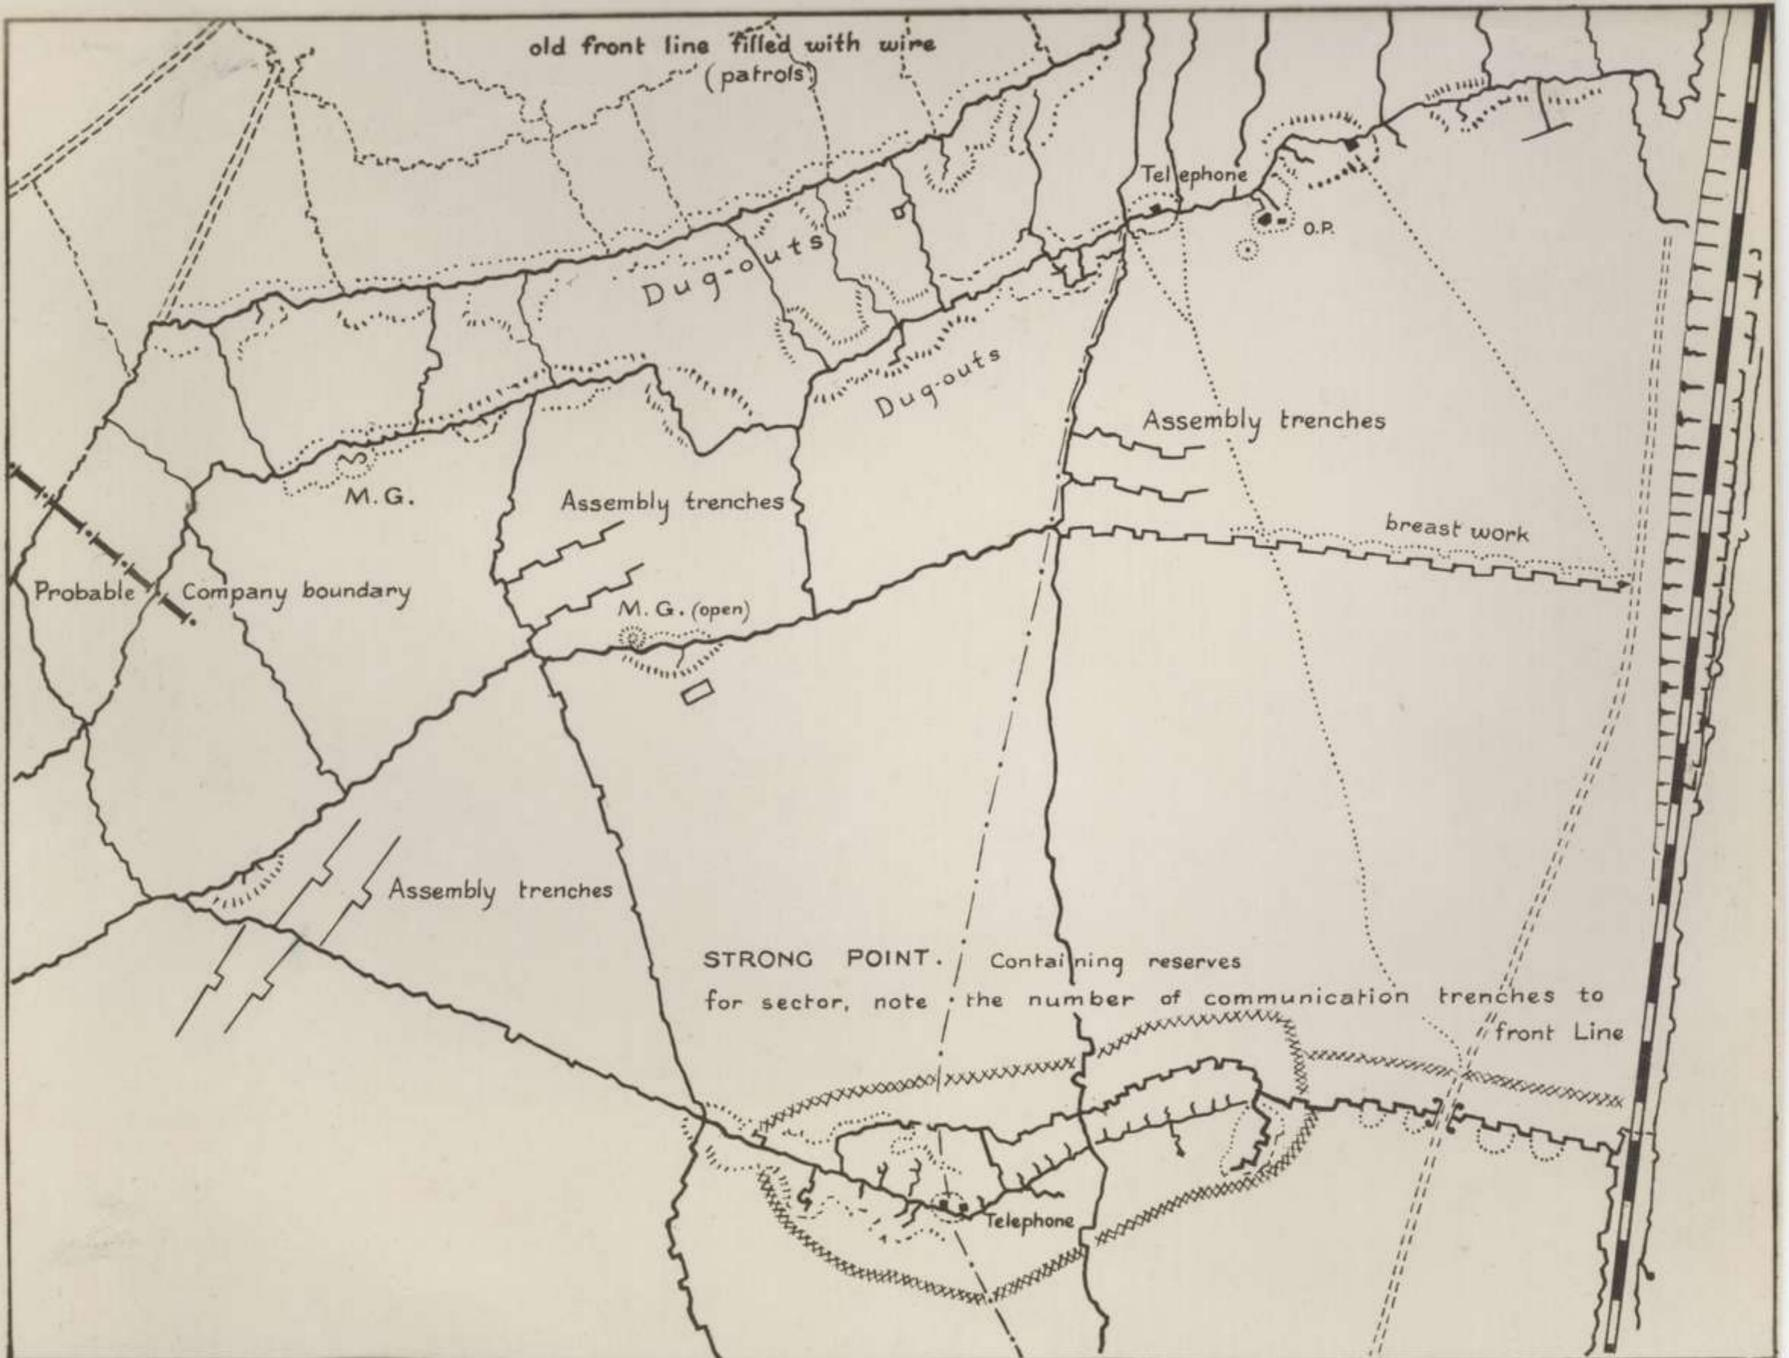 old front line filled with wire
(patrols)
Telephone
O.P.
Dug-outs
Dug-outs
Assembly trenches
M.G.
Assembly trenches
breast work
Probable Company boundary
M.G. (open)
Assembly trenches
STRONG POINT. Containing reserves
for sector, note the number of communication trenches to
front Line
Telephone